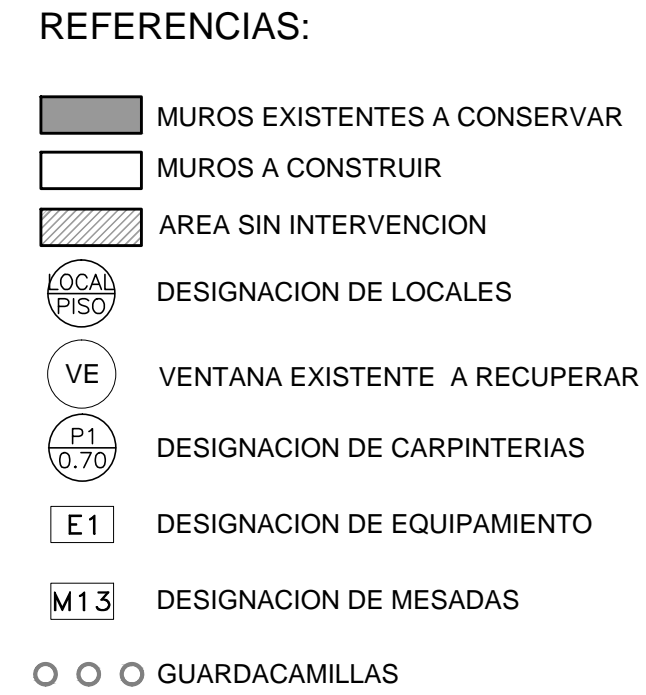 REFERENCIAS:
MUROS EXISTENTES A CONSERVAR
MUROS A CONSTRUIR
AREA SIN INTERVENCION
LOCAL
PISO
DESIGNACION DE LOCALES
VE
VENTANA EXISTENTE A RECUPERAR
P1
0.70
DESIGNACION DE CARPINTERIAS
E1
DESIGNACION DE EQUIPAMIENTO
M13
DESIGNACION DE MESADAS
GUARDACAMILLAS